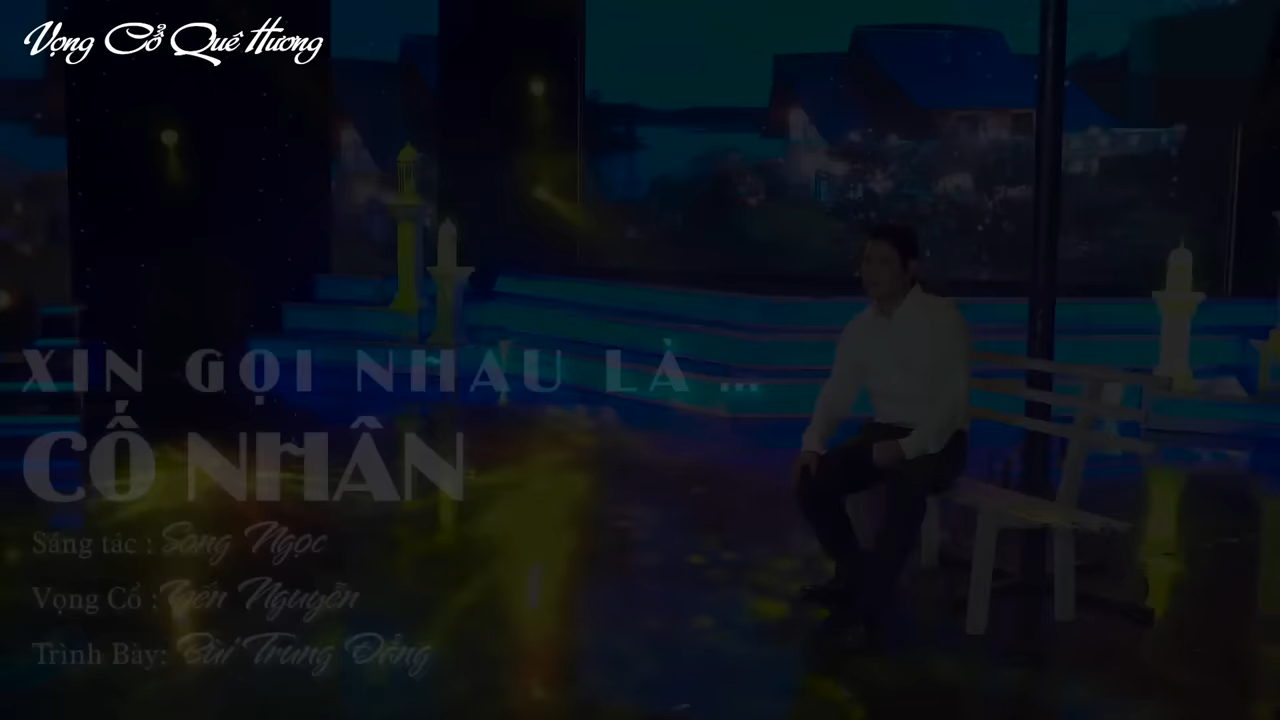 Vọng Cổ Quê Hương
XIN GỌI NHAU LÀ ...
CỐ NHÂN
Sáng tác : Song Ngọc
Vọng Cổ : Yến Nguyễn
Trình Bày: Bùi Trung Đẳng